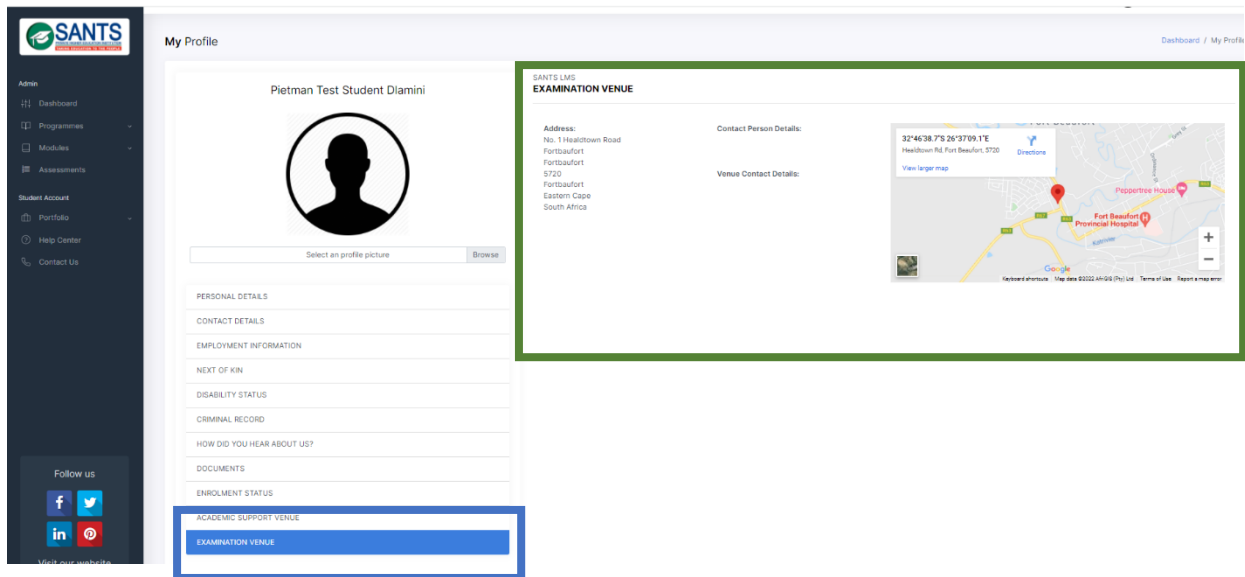 SANTS
My Profile
Dashboard / My Profile
Admin
Dashboard
Programmes
Modules
Assessments
Student Account
Portfolio
Help Center
Contact Us
Follow us
Visit our website
Pietman Test Student Dlamini
Select an profile picture
Browse
PERSONAL DETAILS
CONTACT DETAILS
EMPLOYMENT INFORMATION
NEXT OF KIN
DISABILITY STATUS
CRIMINAL RECORD
HOW DID YOU HEAR ABOUT US?
DOCUMENTS
ENROLMENT STATUS
ACADEMIC SUPPORT VENUE
EXAMINATION VENUE
SANTS LMS
EXAMINATION VENUE
Address:
No. 1 Healdtown Road
Fortbaufort
Fortbaufort
5720
Fortbaufort
Eastern Cape
South Africa
Contact Person Details:
Venue Contact Details:
32°46'38.7"S 26°37'09.1"E
Healdtown Rd, Fort Beaufort, 5720
Directions
View larger map
Peppertree House
Fort Beaufort
Provincial Hospital
Google
Keyboard shortcuts Map data ©2022 AfriGIS (Pty) Ltd Terms of Use Report a map error